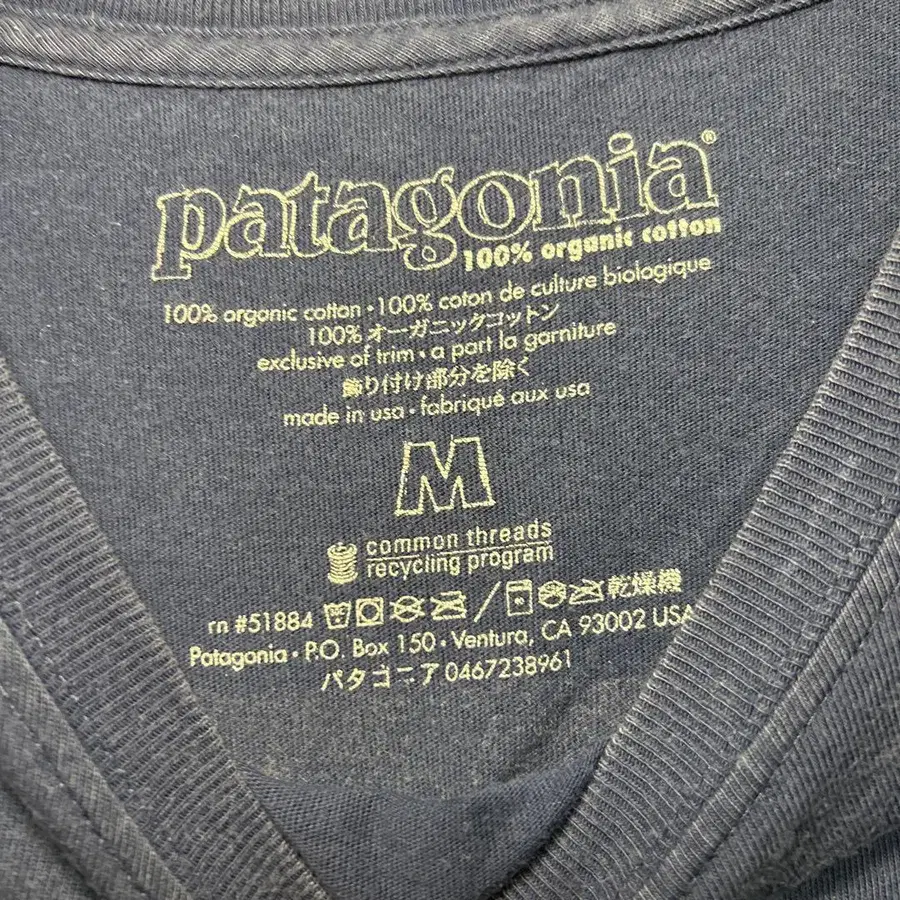 patagonia®
100% organic cotton
100% organic cotton • 100% coton de culture biologique
100% オーガニックコットン
exclusive of trim • a part la garniture
飾り付け部分を除く
made in usa • fabriqué aux usa
M
common threads
recycling program
rn #51884 / 乾燥機
Patagonia • P.O. Box 150 • Ventura, CA 93002 USA
パタゴニア 0467238961